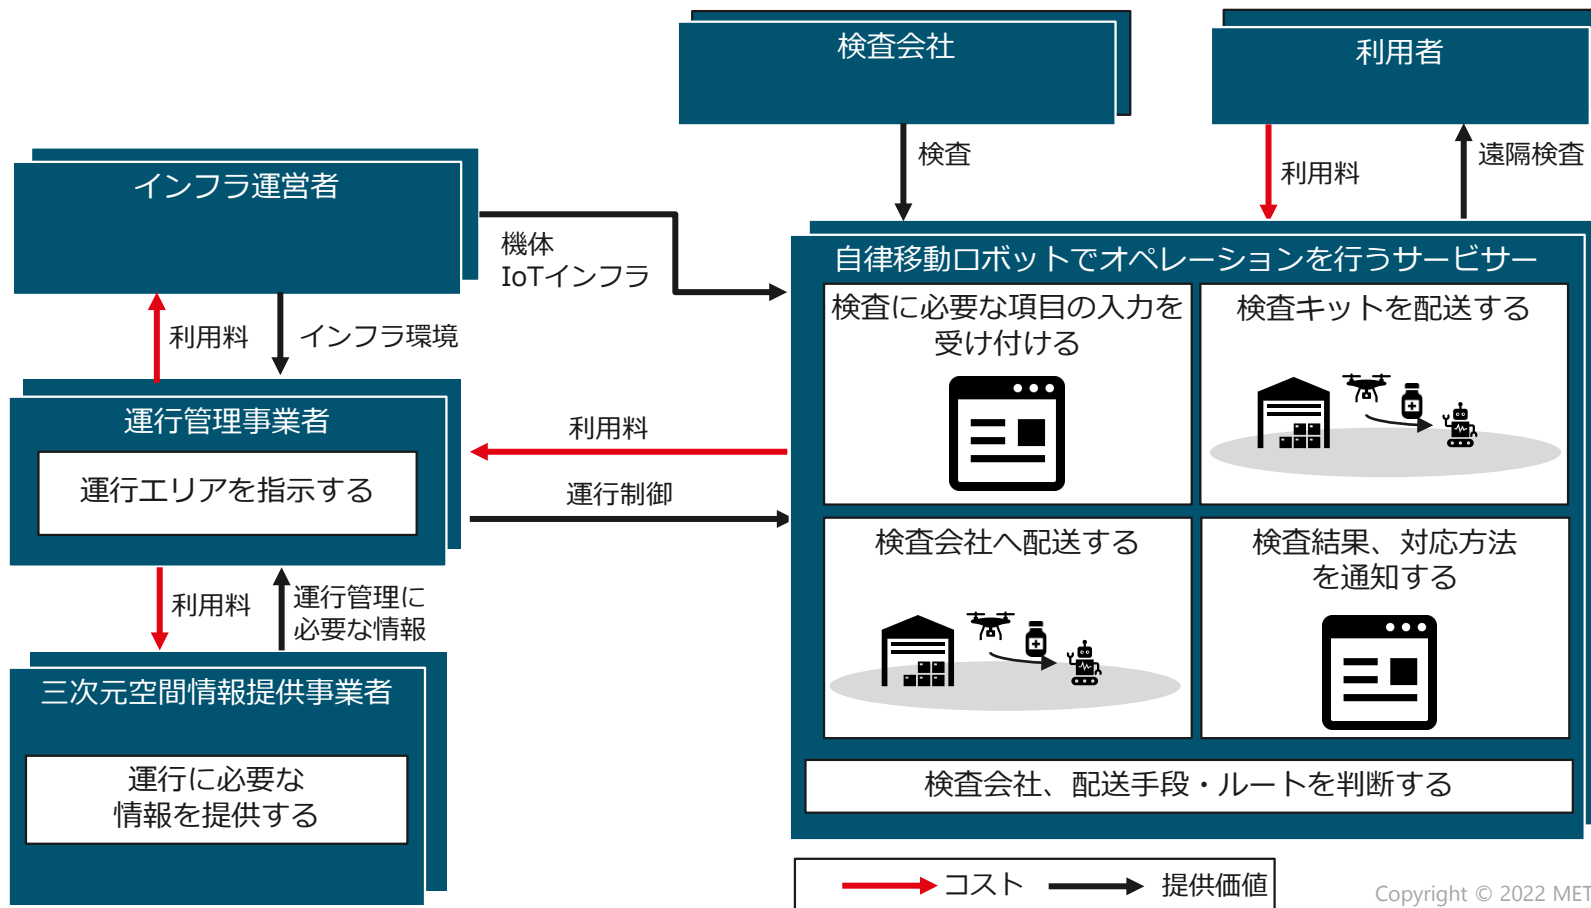 検査会社
利用者
検査
利用料
遠隔検査
インフラ運営者
機体
IoTインフラ
利用料
インフラ環境
自律移動ロボットでオペレーションを行うサービサー
検査に必要な項目の入力を
受け付ける
検査キットを配送する
運行管理事業者
運行エリアを指示する
利用料
運行制御
検査会社へ配送する
検査結果、対応方法
を通知する
利用料
運行管理に
必要な情報
三次元空間情報提供事業者
運行に必要な
情報を提供する
検査会社、配送手段・ルートを判断する
コスト
提供価値
Copyright © 2022 MET